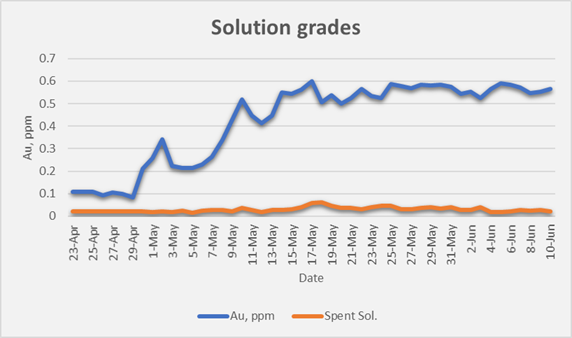 Solution grades
Au, ppm
0.7
0.6
0.5
0.4
0.3
0.2
0.1
0
23-Apr
25-Apr
27-Apr
29-Apr
1-May
3-May
5-May
7-May
9-May
11-May
13-May
15-May
17-May
19-May
21-May
23-May
25-May
27-May
29-May
31-May
2-Jun
4-Jun
6-Jun
8-Jun
10-Jun
Date
Au, ppm Spent Sol.